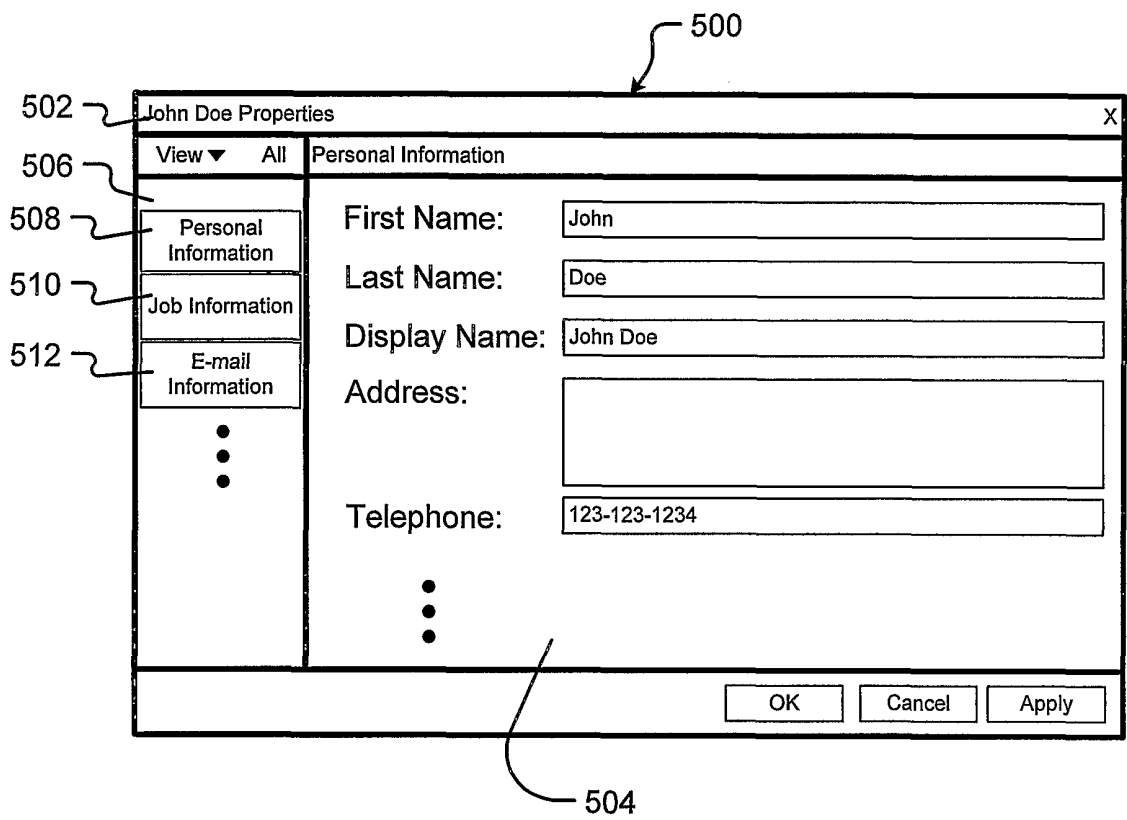 500
502
John Doe Properties
X
View ▼ All
Personal Information
506
508
Personal
Information
510
Job Information
512
E-mail
Information
First Name:
John
Last Name:
Doe
Display Name:
John Doe
Address:
Telephone:
123-123-1234
OK
Cancel
Apply
504